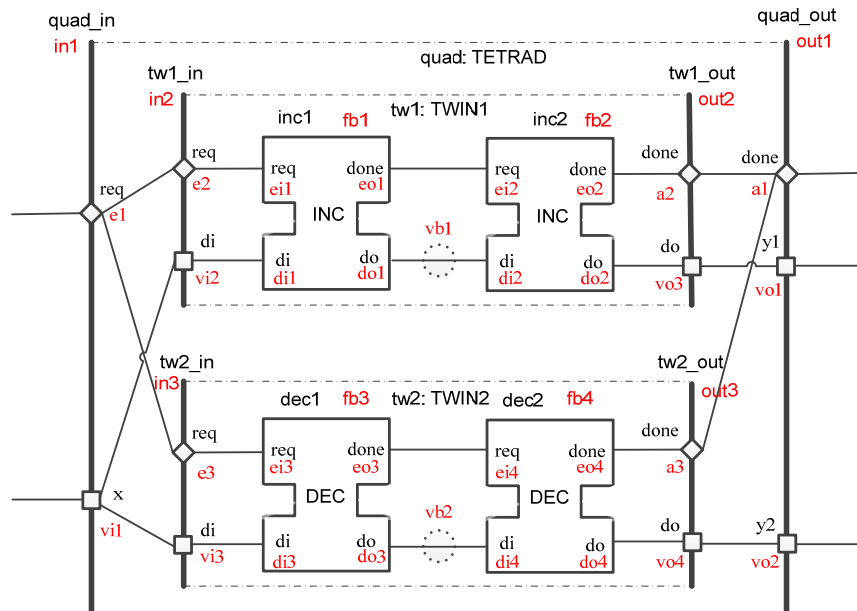 quad_in
quad_out
in1
out1
quad: TETRAD
tw1_in
tw1_out
in2
out2
inc1 fb1 tw1: TWIN1 inc2 fb2
req
req
req done
req done
done
done
e1
e2
ei1 eo1
ei2 eo2
a2
a1
INC
INC
vb1
di
di do
di do
do
y1
vi2
di1 do1
di2 do2
vo3
vo1
tw2_in
tw2_out
in3
out3
dec1 fb3 tw2: TWIN2 dec2 fb4
req
req done
req done
done
e3
ei3 eo3
ei4 eo4
a3
x
DEC
DEC
vb2
vi1
di
di do
di do
do
y2
vi3
di3 do3
di4 do4
vo4
vo2